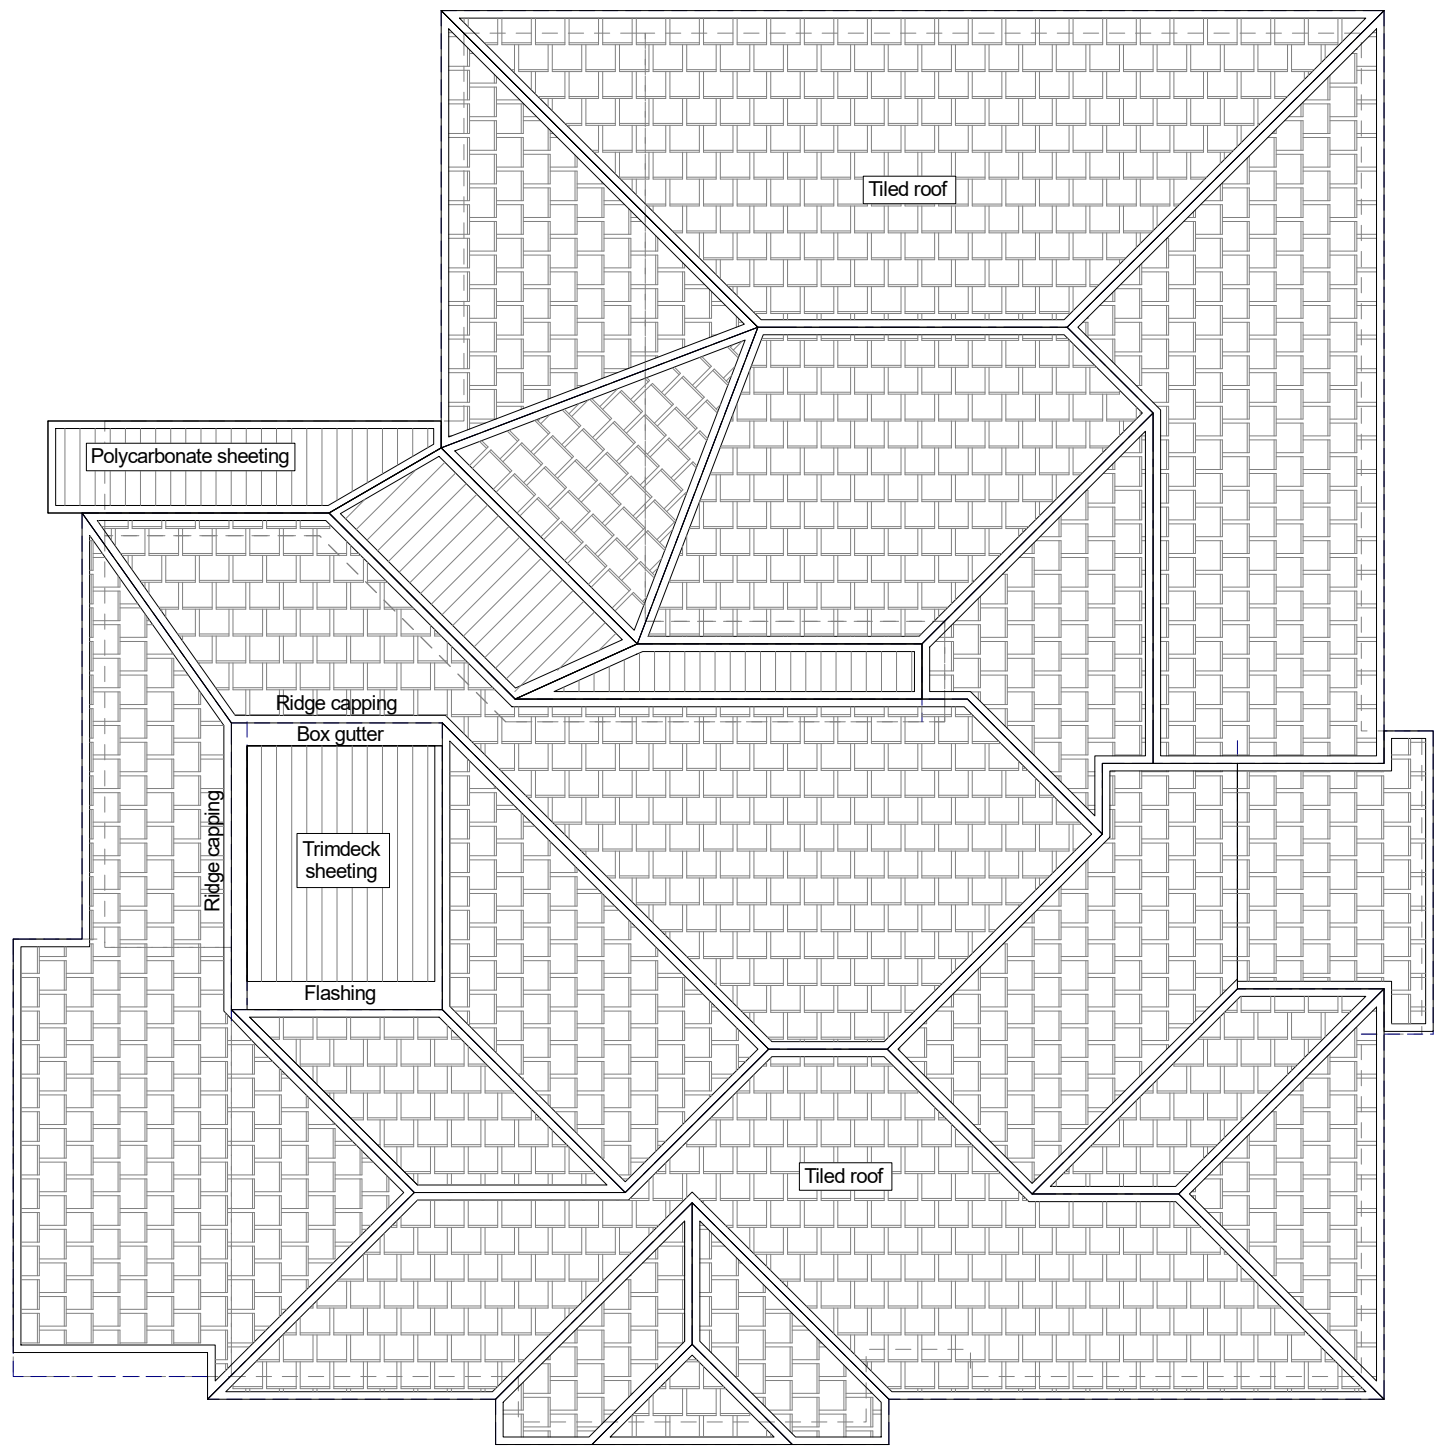 Tiled roof
Polycarbonate sheeting
Ridge capping
Box gutter
Ridge capping
Trimdeck
sheeting
Flashing
Tiled roof